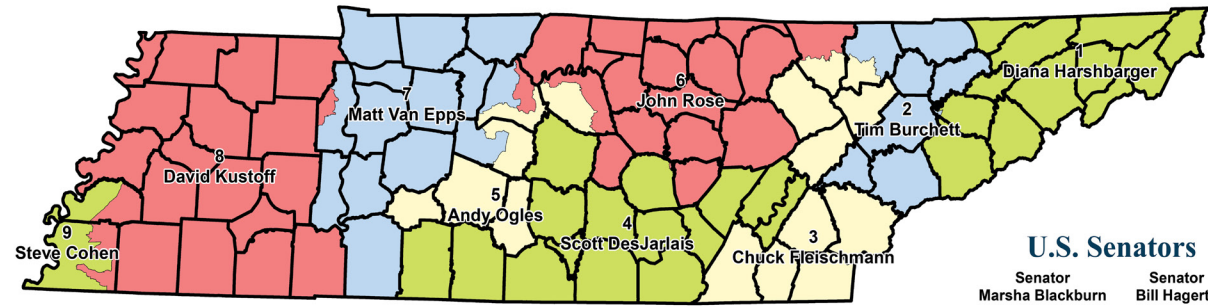 1
Diana Harshbarger
6
John Rose
7
Matt Van Epps
2
Tim Burchett
8
David Kustoff
5
Andy Ogles
4
Scott DesJarlais
9
Steve Cohen
3
Chuck Fleischmann
U.S. Senators
Senator
Marsha Blackburn
Senator
Bill Hagert